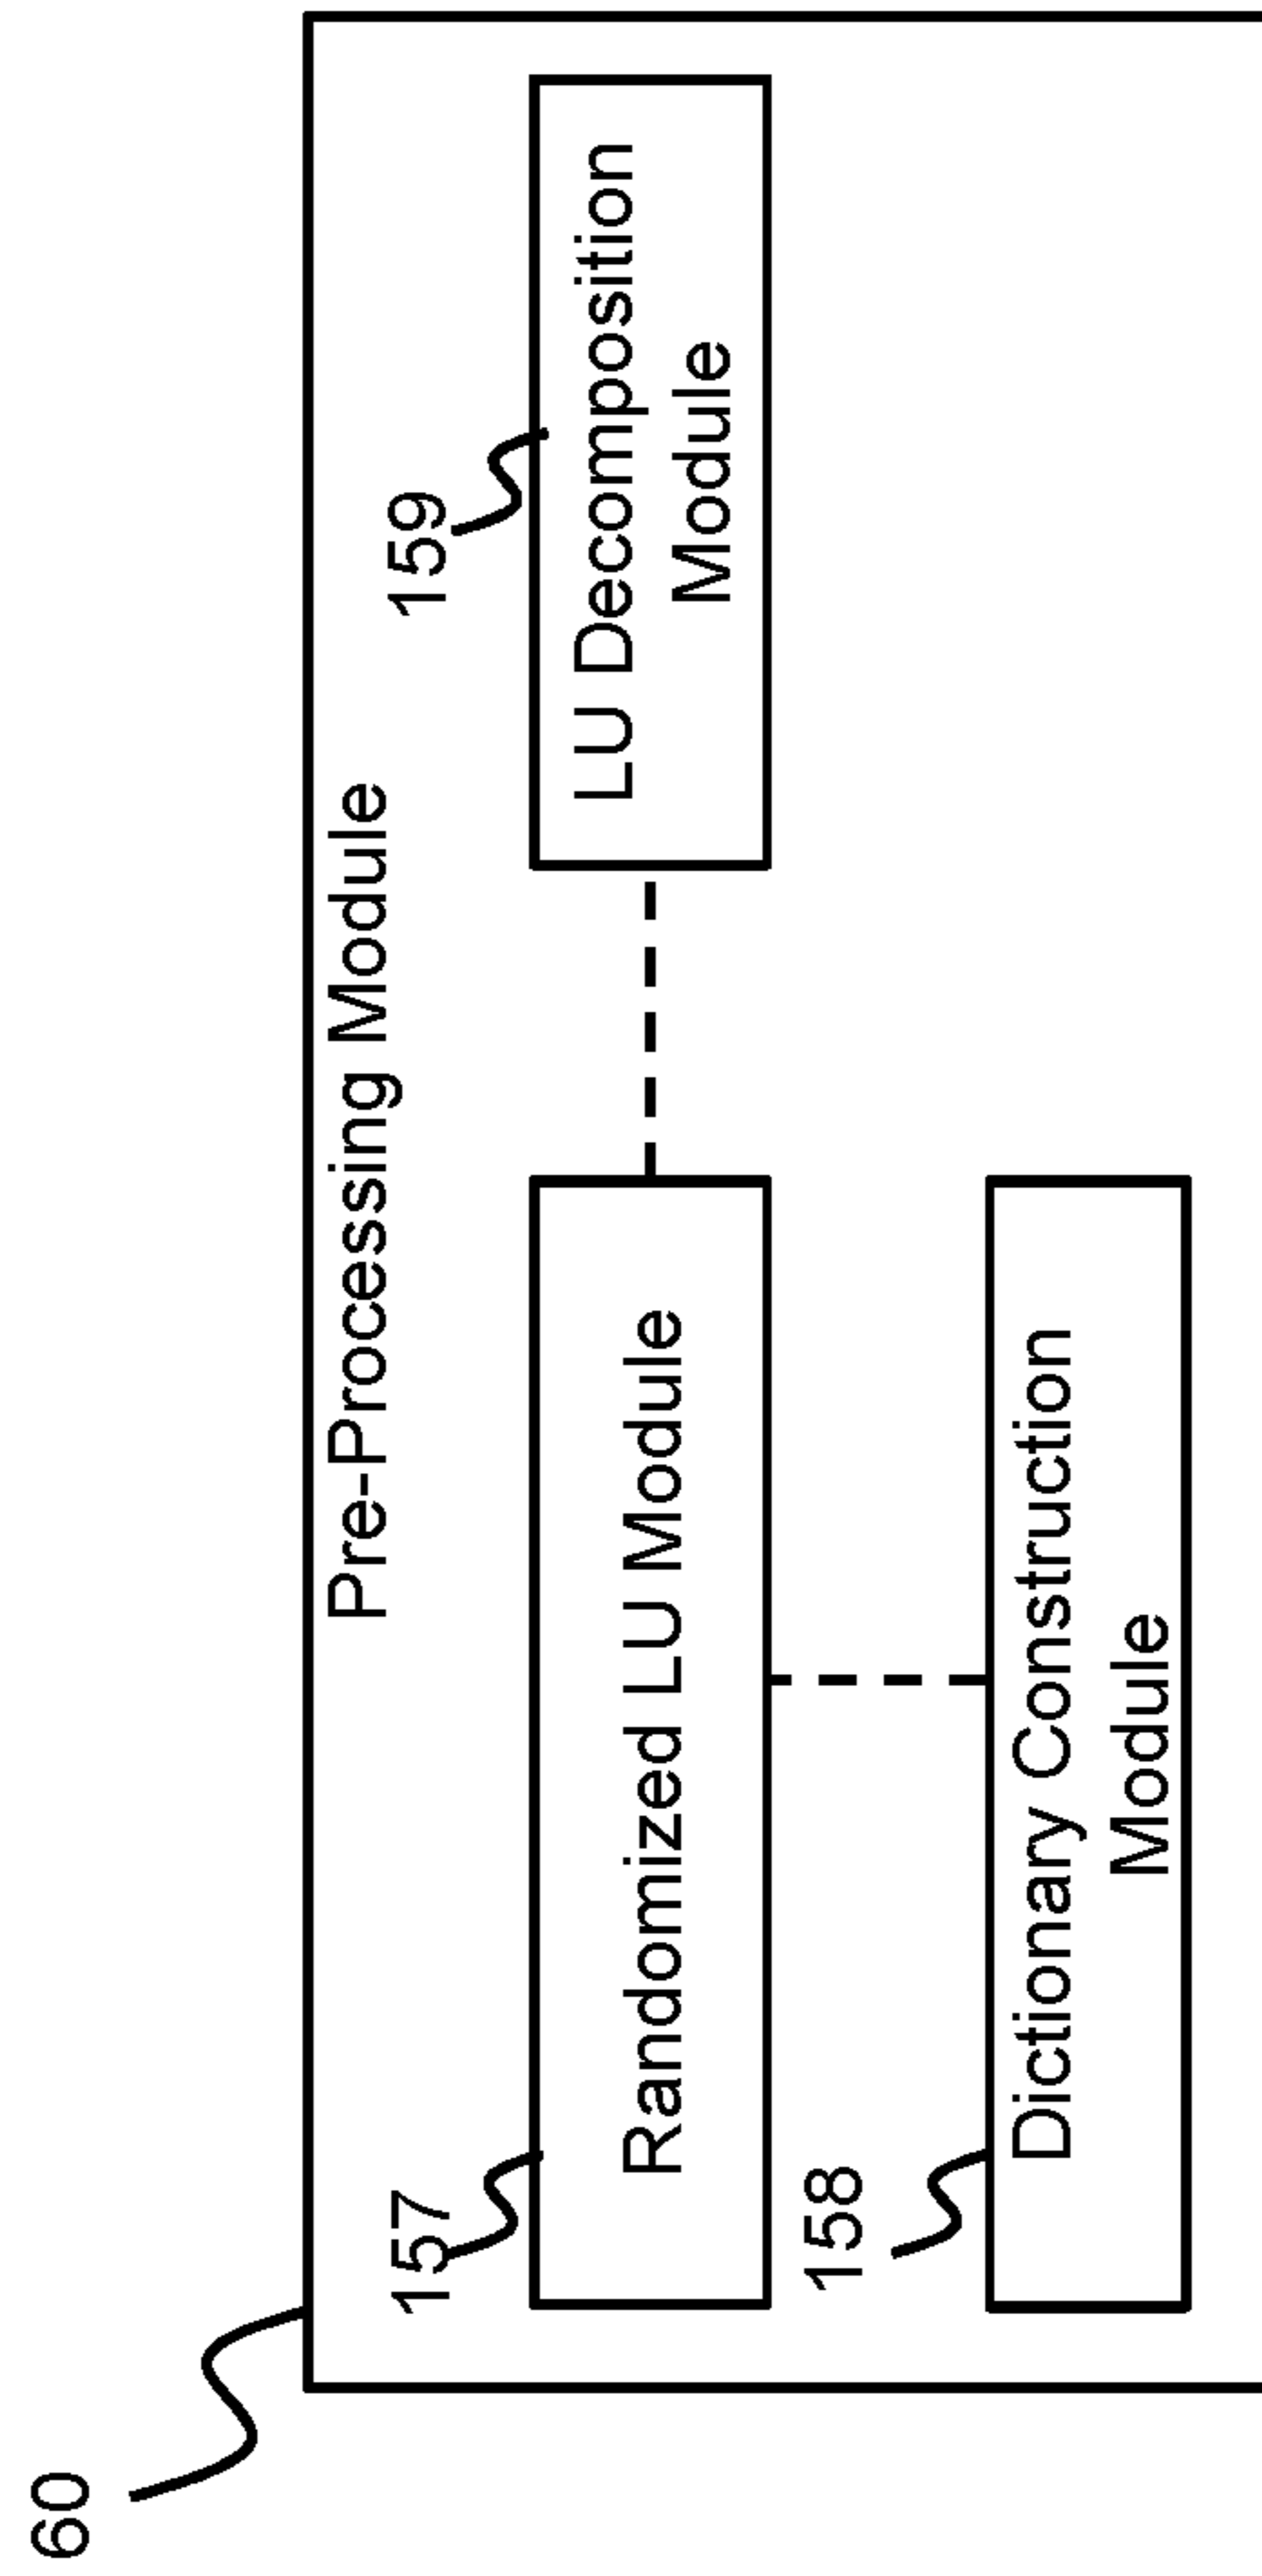 60
Pre-Processing Module
157
Randomized LU Module
159
LU Decomposition
Module
158
Dictionary Construction
Module